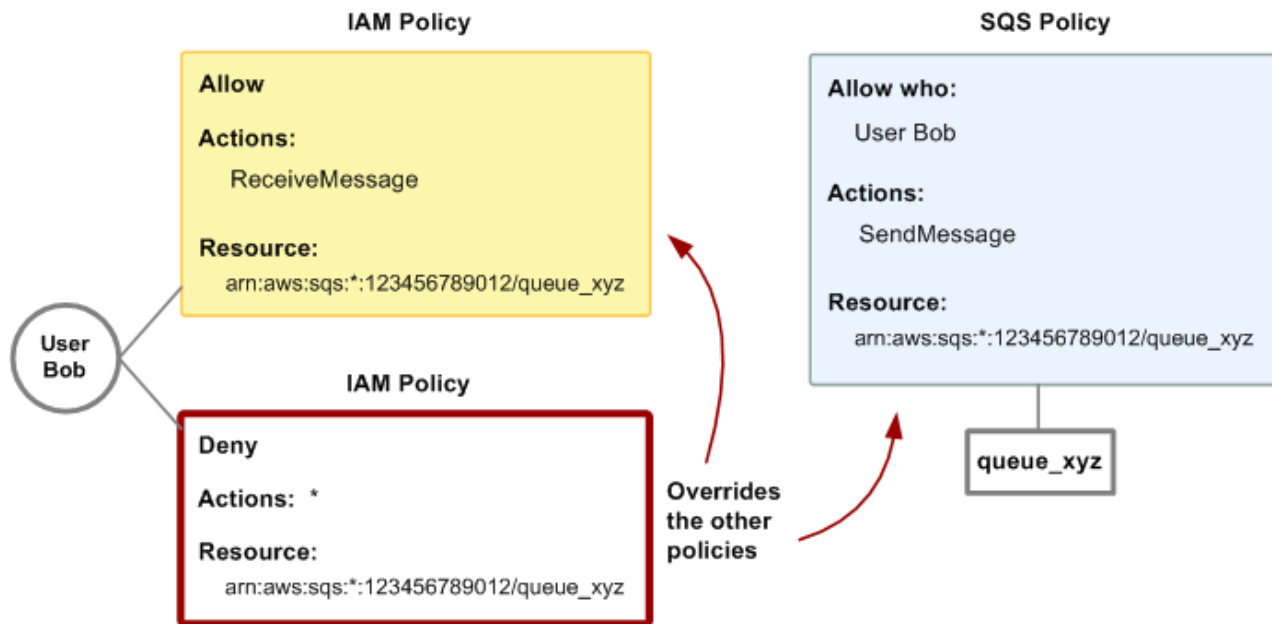 IAM Policy
Allow
Actions:
ReceiveMessage
Resource:
arn:aws:sqs:*:123456789012/queue_xyz
User
Bob
IAM Policy
Deny
Actions: *
Resource:
arn:aws:sqs:*:123456789012/queue_xyz
Overrides
the other
policies
SQS Policy
Allow who:
User Bob
Actions:
SendMessage
Resource:
arn:aws:sqs:*:123456789012/queue_xyz
queue_xyz